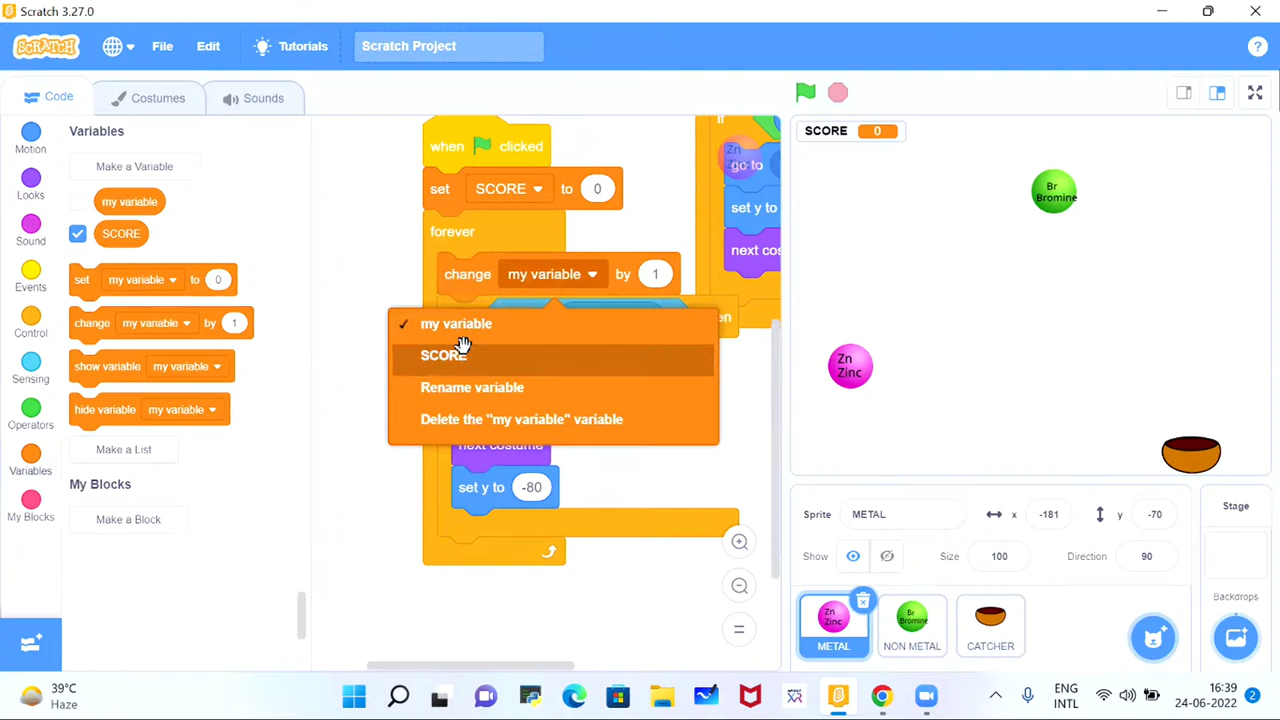 Scratch 3.27.0
SCRATCH
File
Edit
Tutorials
Scratch Project
?
Code
Costumes
Sounds
Motion
Looks
Sound
Events
Control
Sensing
Operators
Variables
My Blocks
Variables
Make a Variable
my variable
SCORE
set my variable to 0
change my variable by 1
show variable my variable
hide variable my variable
Make a List
My Blocks
Make a Block
when clicked
set SCORE to 0
forever
change my variable by 1
✓ my variable
SCORE
Rename variable
Delete the "my variable" variable
next costume
set y to -80
go to
set y to
SCORE 0
Br
Bromine
Zn
Zinc
Sprite METAL x -181 y -70
Show Size 100 Direction 90
METAL
NON METAL
CATCHER
Stage
Backdrops
39°C
Haze
ENG
INTL
16:39
24-06-2022
2